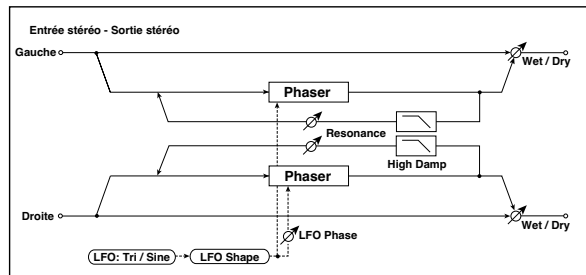 Entrée stéréo - Sortie stéréo
Gauche
Wet / Dry
Phaser
Resonance
High Damp
Phaser
Droite
Wet / Dry
LFO Phase
LFO: Tri / Sine
LFO Shape